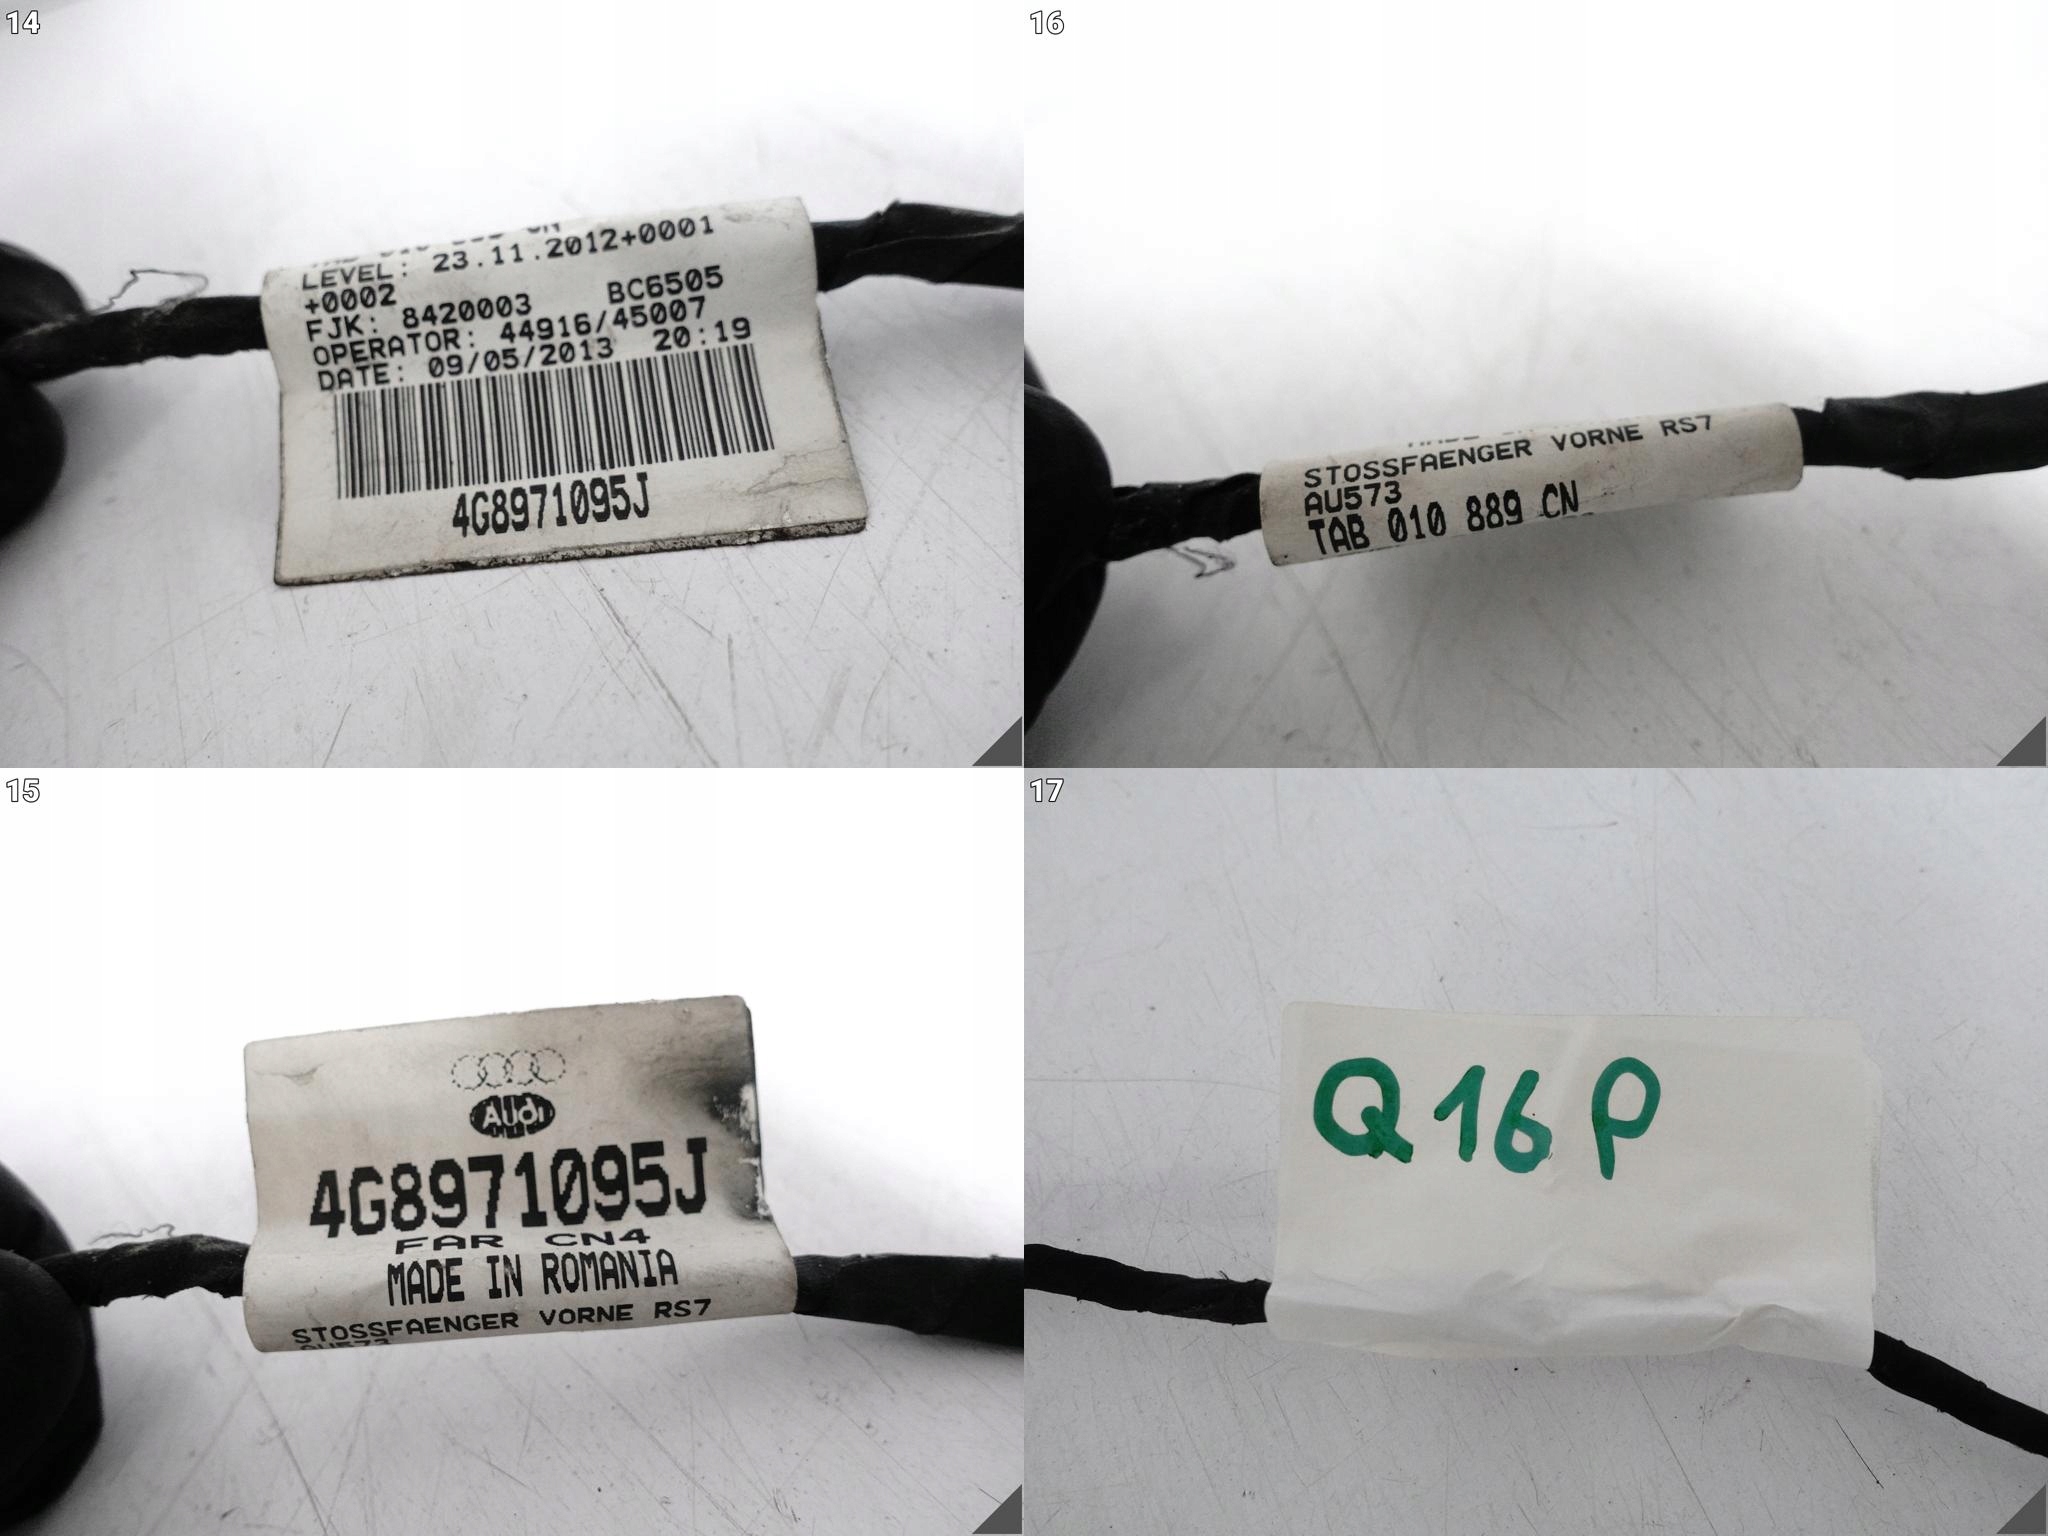 14
LEVEL: 23.11.2012+0001
+0002
FJK: 8420003 BC6505
OPERATOR: 44916/45007
DATE: 09/05/2013 20:19
4G8971095J
16
STOSSFAENGER VORNE RS7
AU573
TAB 010 889 CN
15
Audi
4G8971095J
FAR CN4
MADE IN ROMANIA
STOSSFAENGER VORNE RS7
AU573
17
Q16P